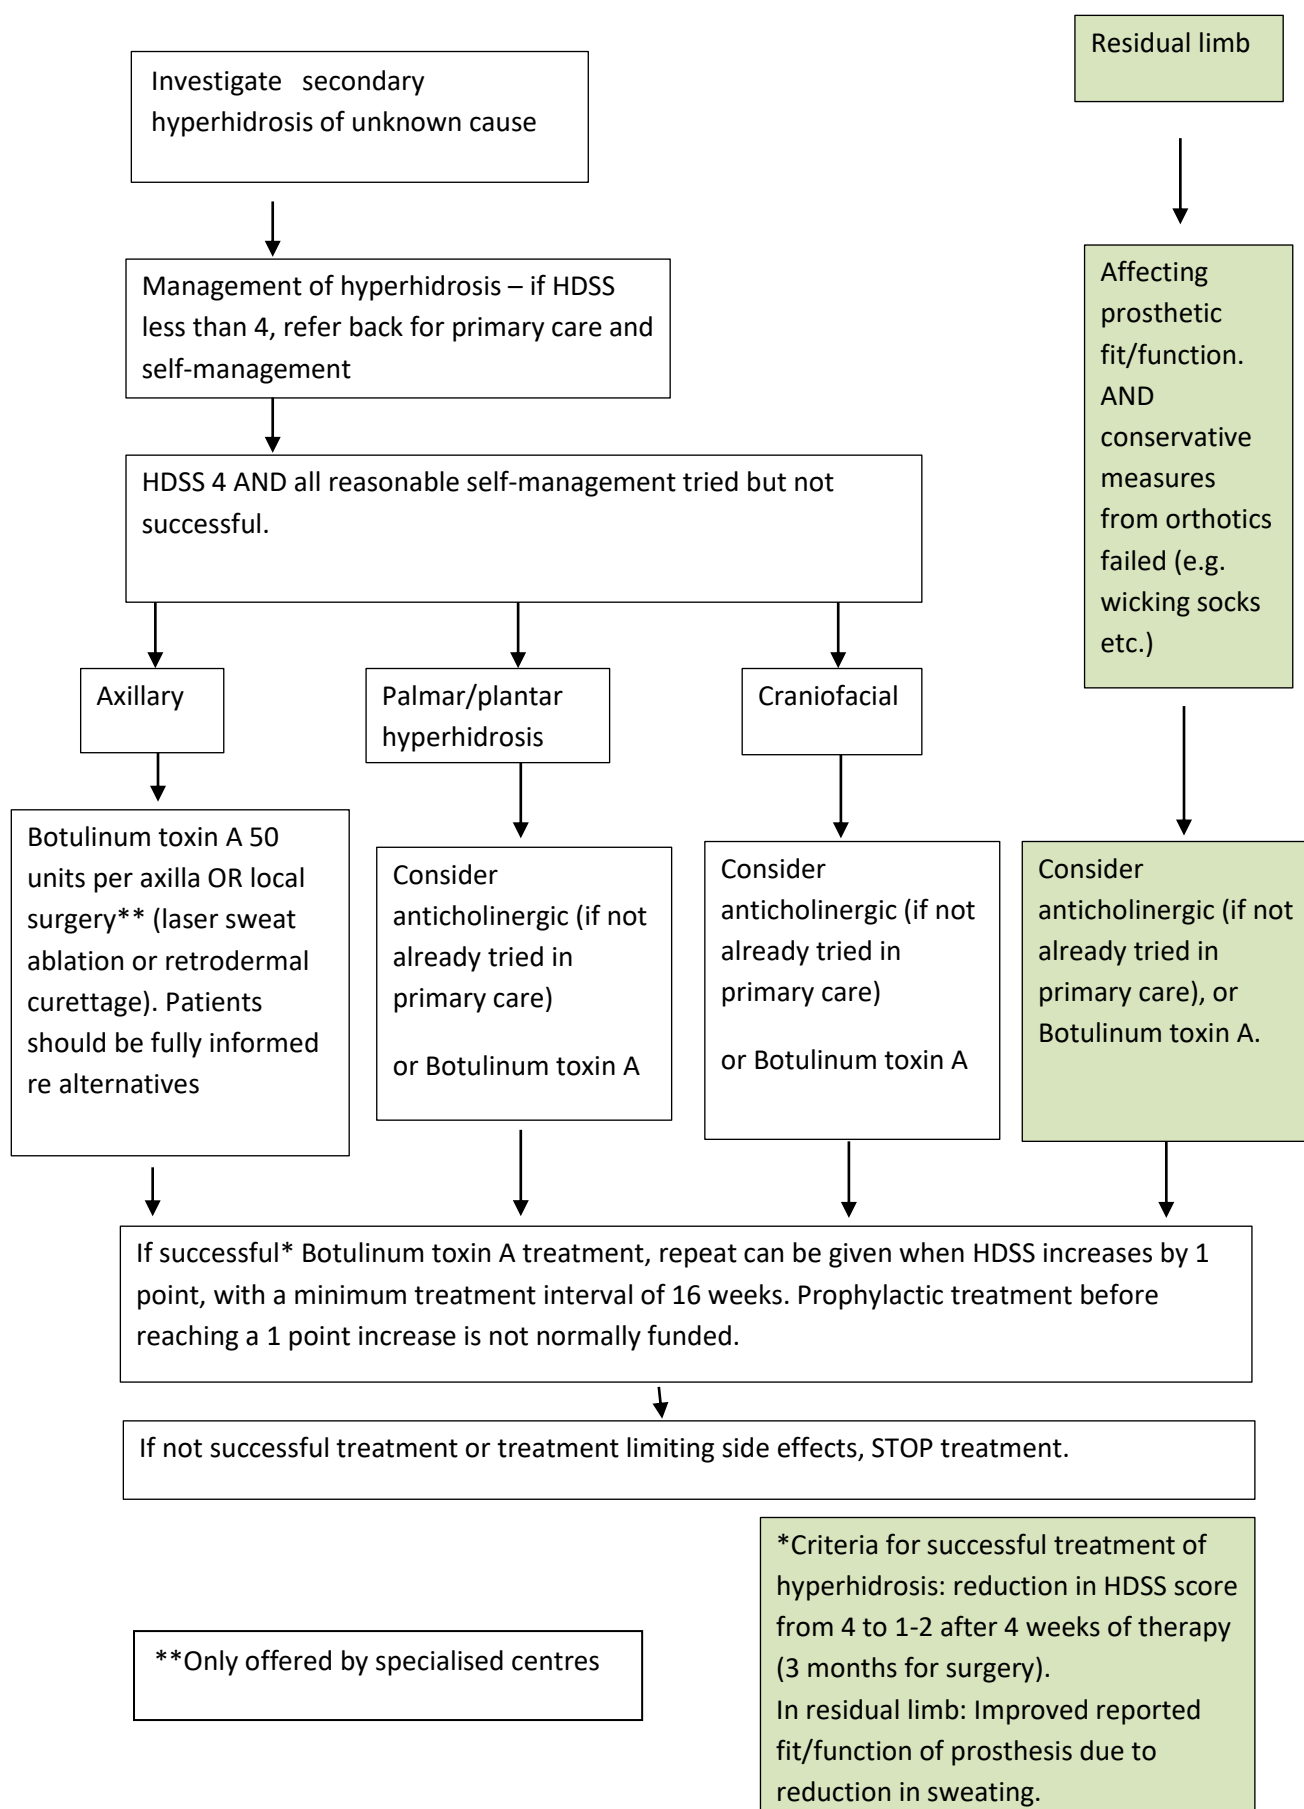 Residual limb
Investigate secondary
hyperhidrosis of unknown cause
Management of hyperhidrosis – if HDSS
less than 4, refer back for primary care and
self-management
Affecting
prosthetic
fit/function.
AND
conservative
measures
from orthotics
failed (e.g.
wicking socks
etc.)
HDSS 4 AND all reasonable self-management tried but not
successful.
Axillary
Palmar/plantar
hyperhidrosis
Craniofacial
Botulinum toxin A 50
units per axilla OR local
surgery** (laser sweat
ablation or retrodermal
curettage). Patients
should be fully informed
re alternatives
Consider
anticholinergic (if not
already tried in
primary care)
or Botulinum toxin A
Consider
anticholinergic (if not
already tried in
primary care)
or Botulinum toxin A
Consider
anticholinergic (if not
already tried in
primary care), or
Botulinum toxin A.
If successful* Botulinum toxin A treatment, repeat can be given when HDSS increases by 1
point, with a minimum treatment interval of 16 weeks. Prophylactic treatment before
reaching a 1 point increase is not normally funded.
If not successful treatment or treatment limiting side effects, STOP treatment.
*Criteria for successful treatment of
hyperhidrosis: reduction in HDSS score
from 4 to 1-2 after 4 weeks of therapy
(3 months for surgery).
In residual limb: Improved reported
fit/function of prosthesis due to
reduction in sweating.
**Only offered by specialised centres